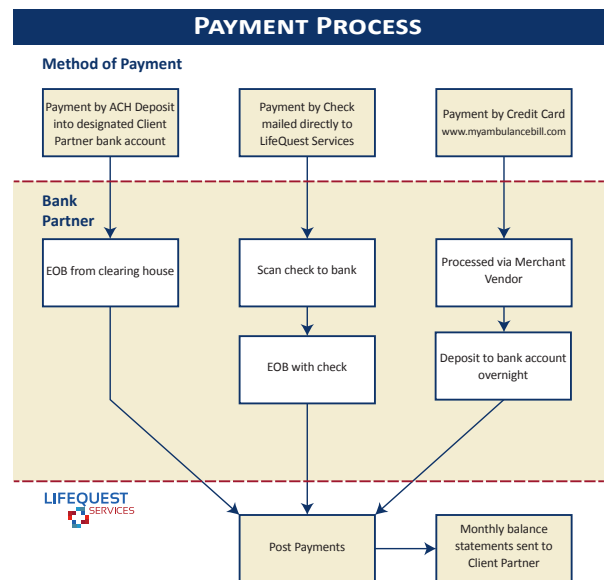 PAYMENT PROCESS
Method of Payment
Payment by ACH Deposit
into designated Client
Partner bank account
Payment by Check
mailed directly to
LifeQuest Services
Payment by Credit Card
www.myambulancebill.com
Bank
Partner
EOB from clearing house
Scan check to bank
Processed via Merchant
Vendor
EOB with check
Deposit to bank account
overnight
LIFEQUEST
SERVICES
Post Payments
Monthly balance
statements sent to
Client Partner